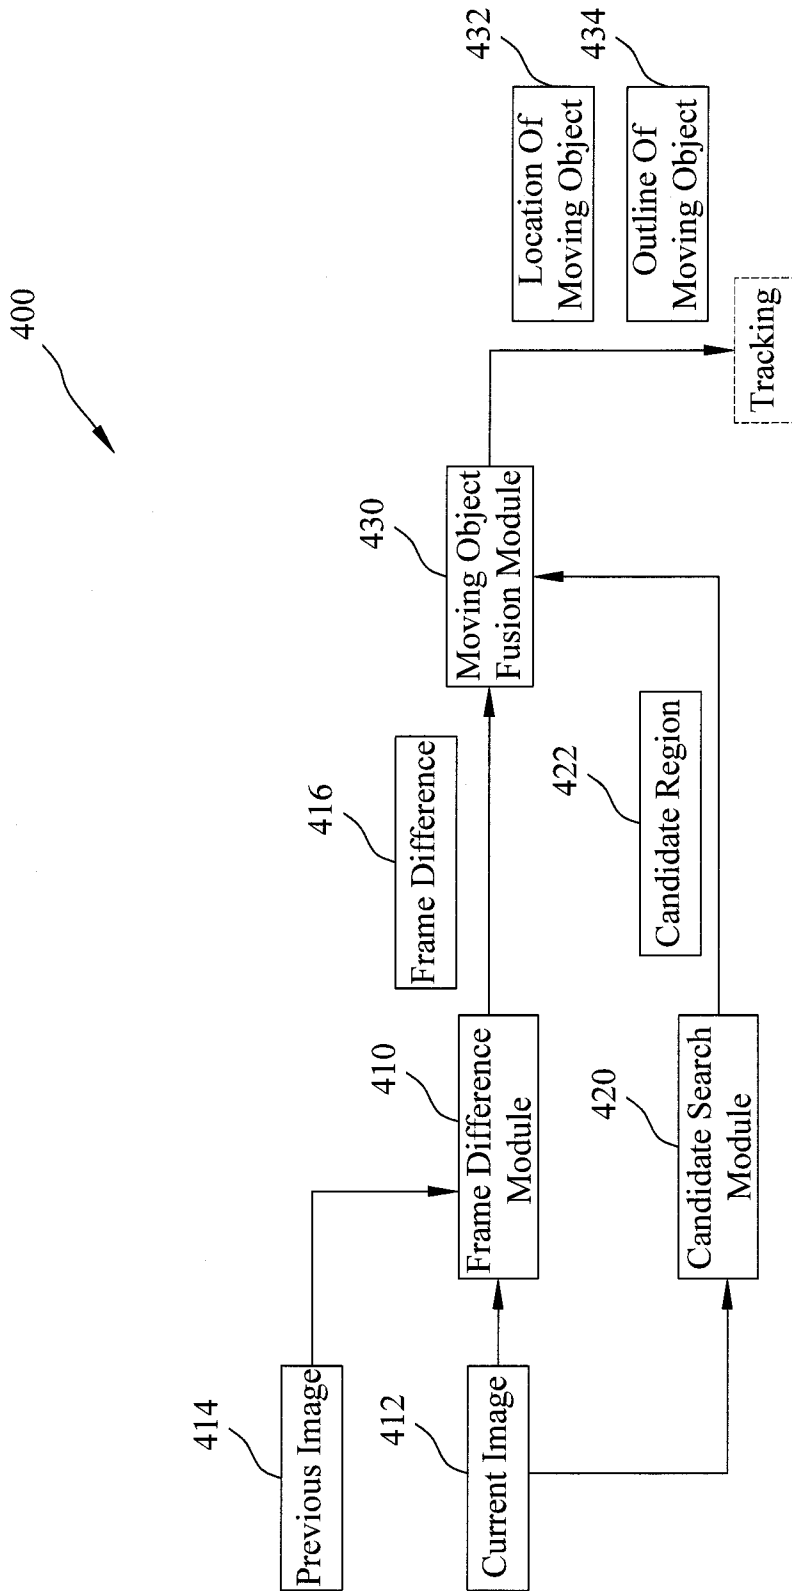 400
414
Previous Image
412
Current Image
410
Frame Difference
Module
420
Candidate Search
Module
416
Frame Difference
422
Candidate Region
430
Moving Object
Fusion Module
432
Location Of
Moving Object
434
Outline Of
Moving Object
Tracking